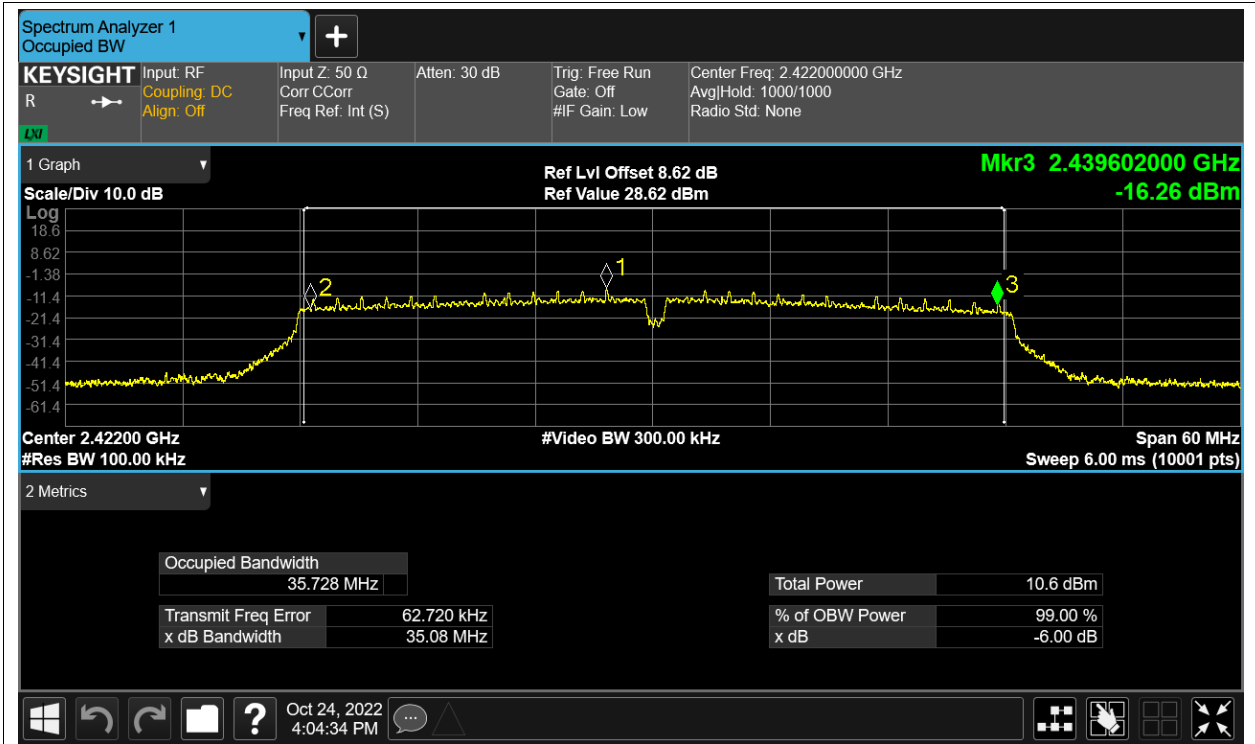 Spectrum Analyzer 1
Occupied BW
KEYSIGHT
R
LXI
Input: RF
Coupling: DC
Align: Off
Input Z: 50 Ω
Corr CCorr
Freq Ref: Int (S)
Atten: 30 dB
Trig: Free Run
Gate: Off
#IF Gain: Low
Center Freq: 2.422000000 GHz
Avg|Hold: 1000/1000
Radio Std: None
1 Graph
Scale/Div 10.0 dB
Ref Lvl Offset 8.62 dB
Ref Value 28.62 dBm
Mkr3 2.439602000 GHz
-16.26 dBm
Log
18.6
8.62
-1.38
-11.4
-21.4
-31.4
-41.4
-51.4
-61.4
1
2
3
Center 2.42200 GHz
#Res BW 100.00 kHz
#Video BW 300.00 kHz
Span 60 MHz
Sweep 6.00 ms (10001 pts)
2 Metrics
Occupied Bandwidth
35.728 MHz
Transmit Freq Error 62.720 kHz
x dB Bandwidth 35.08 MHz
Total Power 10.6 dBm
% of OBW Power 99.00 %
x dB -6.00 dB
?
Oct 24, 2022
4:04:34 PM